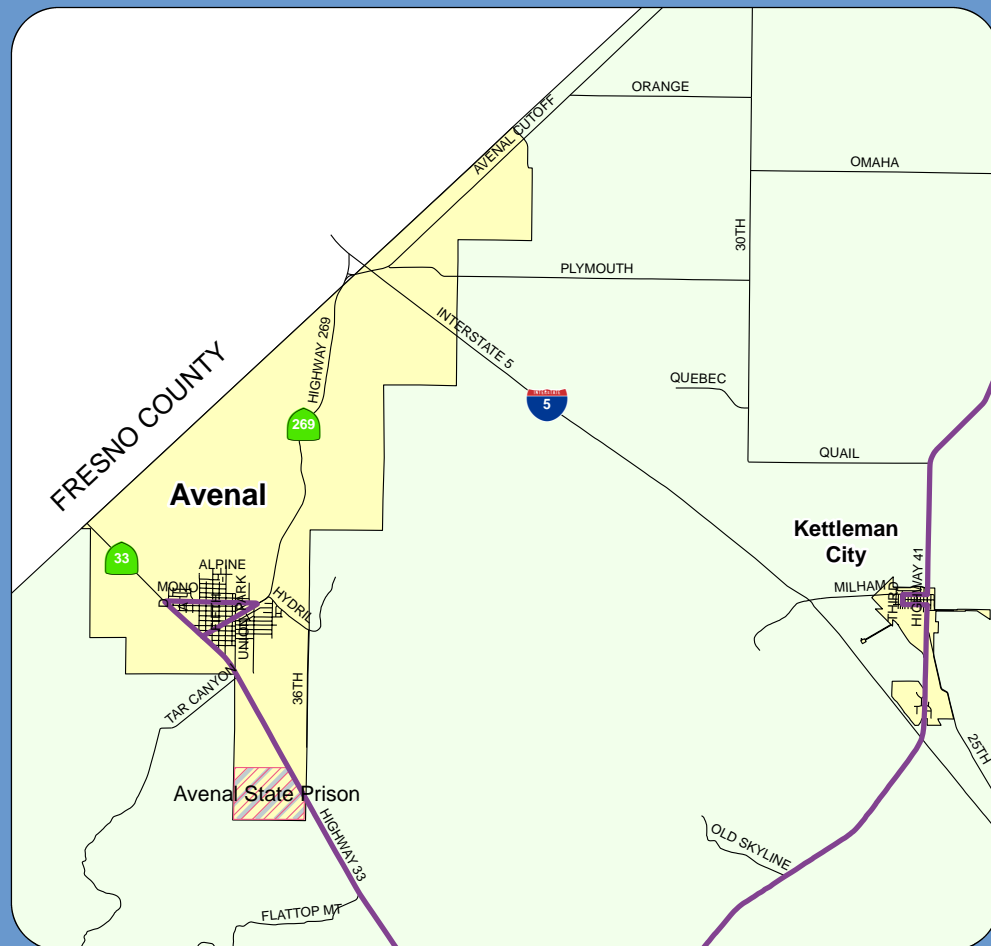 ORANGE
AVENAL CUTOFF
OMAHA
30TH
PLYMOUTH
INTERSTATE 5
HIGHWAY 269
FRESNO COUNTY
QUEBEC
5
269
QUAIL
Avenal
33
Kettleman
City
ALPINE
MONO
UNION
PARK
HYDRIL
MILHAM
THIRD
HIGHWAY 41
TAR CANYON
36TH
25TH
Avenal State Prison
HIGHWAY 33
OLD SKYLINE
FLATTOP MT